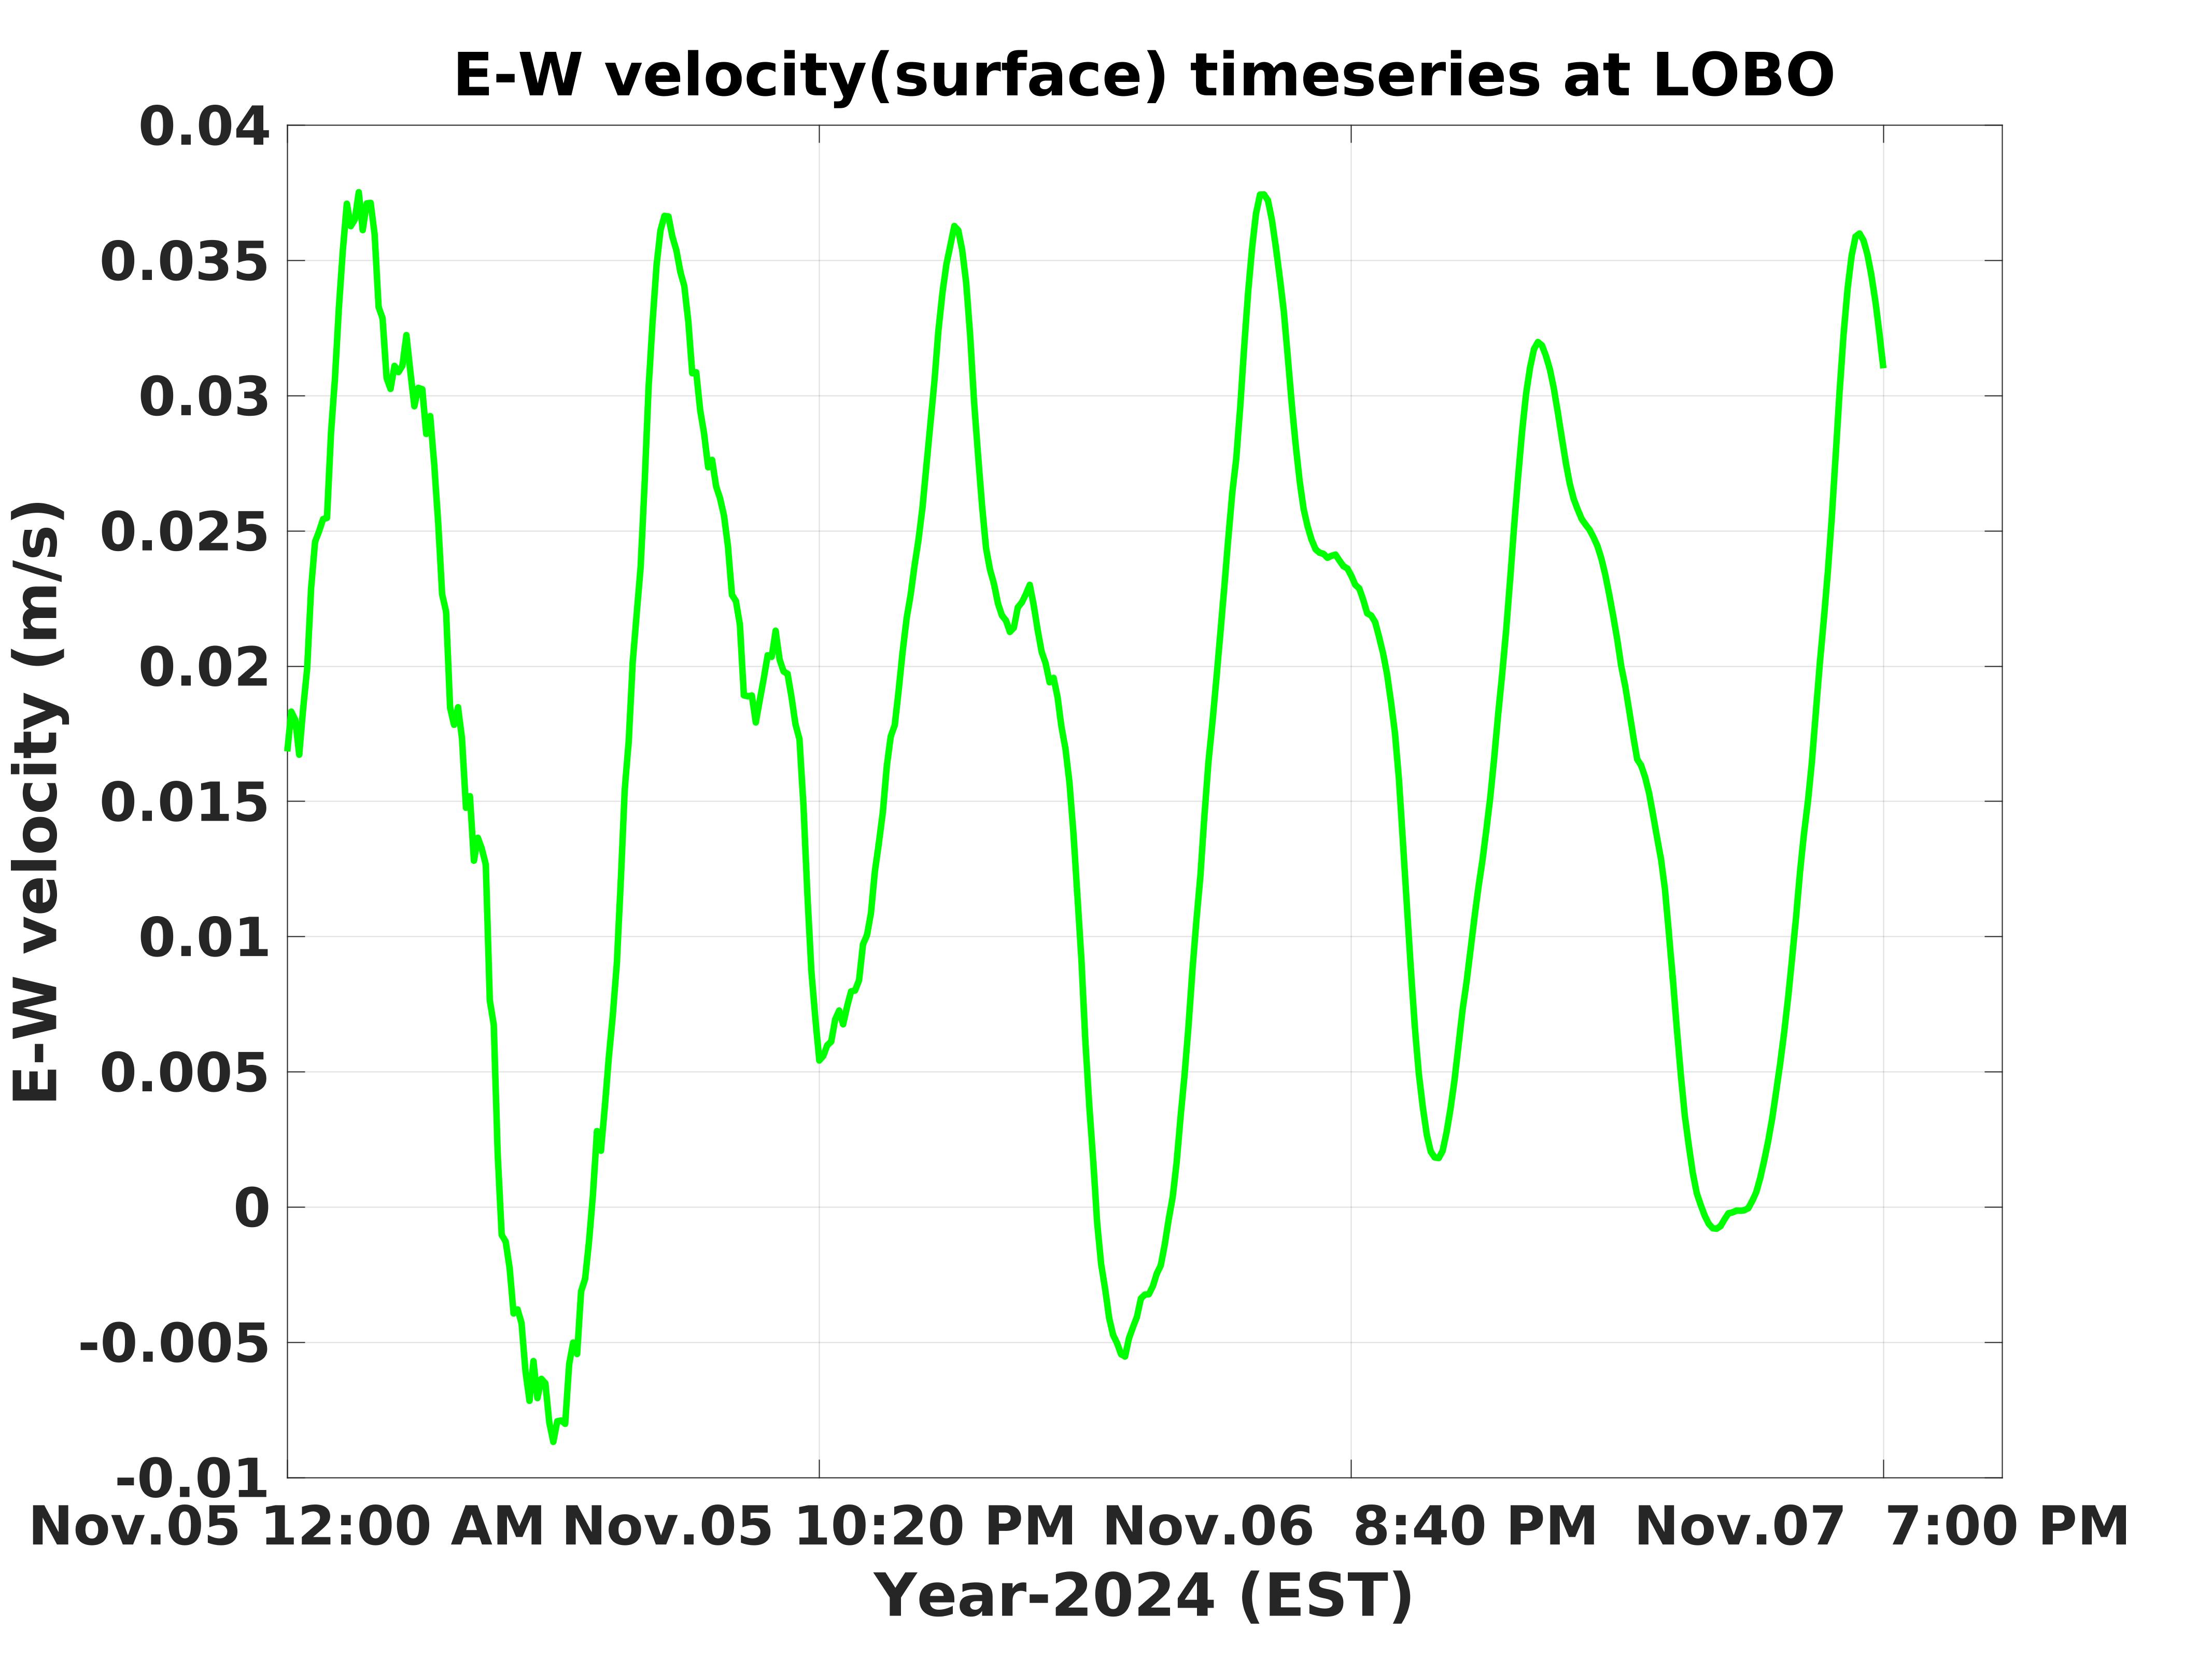 E-W velocity(surface) timeseries at LOBO
0.04
0.035
0.03
0.025
0.02
0.015
0.01
0.005
0
-0.005
-0.01
E-W velocity (m/s)
Nov.05 12:00 AM Nov.05 10:20 PM Nov.06 8:40 PM Nov.07 7:00 PM
Year-2024 (EST)